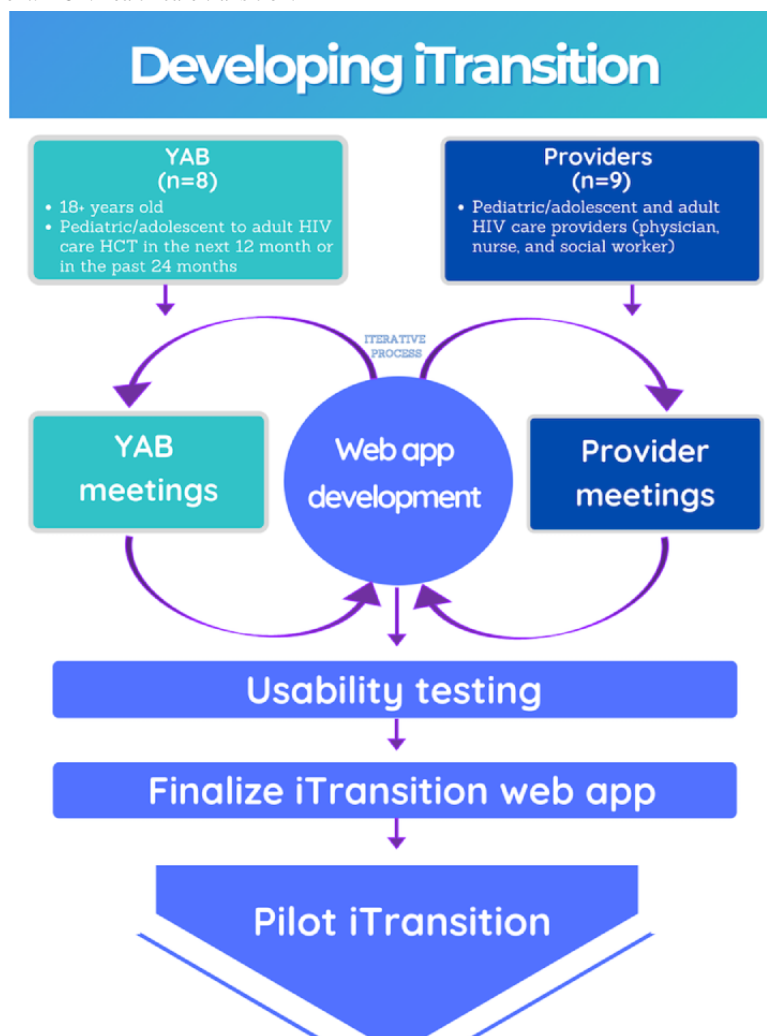 Developing iTransition
YAB
(n=8)
• 18+ years old
• Pediatric/adolescent to adult HIV
care HCT in the next 12 month or
in the past 24 months
Providers
(n=9)
• Pediatric/adolescent and adult
HIV care providers (physician,
nurse, and social worker)
ITERATIVE
PROCESS
YAB
meetings
Web app
development
Provider
meetings
Usability testing
Finalize iTransition web app
Pilot iTransition